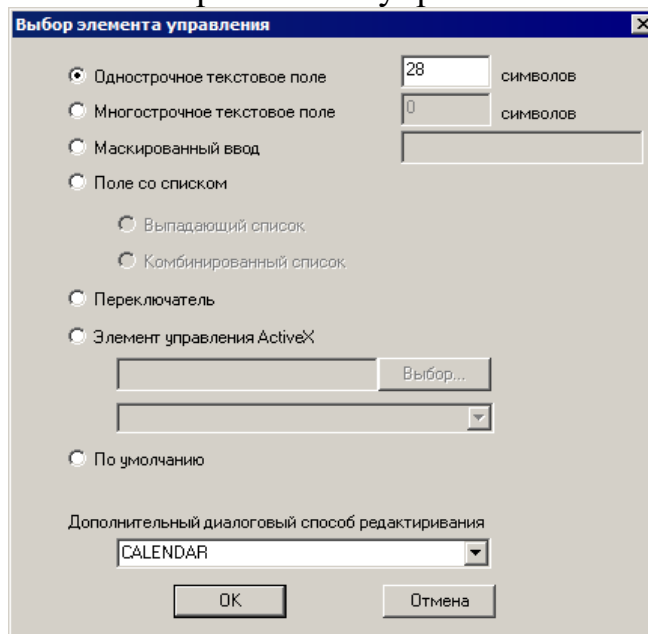 Выбор элемента управления
Однострочное текстовое поле 28 символов
Многострочное текстовое поле 0 символов
Маскированный ввод
Поле со списком
Выпадающий список
Комбинированный список
Переключатель
Элемент управления ActiveX
Выбор...
По умолчанию
Дополнительный диалоговый способ редактиривания
CALENDAR
OK Отмена